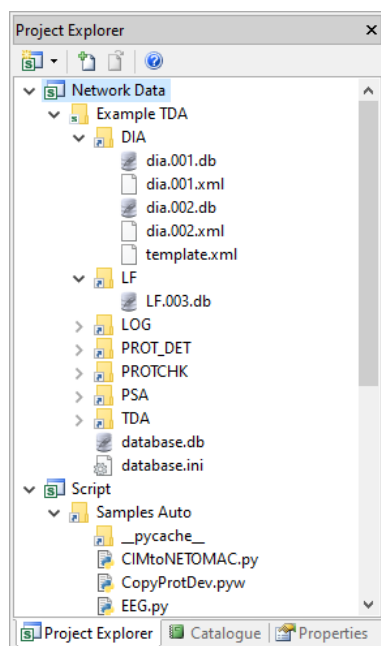 Project Explorer
Network Data
Example TDA
DIA
dia.001.db
dia.001.xml
dia.002.db
dia.002.xml
template.xml
LF
LF.003.db
LOG
PROT_DET
PROTCHK
PSA
TDA
database.db
database.ini
Script
Samples Auto
__pycache__
CIMtoNETOMAC.py
CopyProtDev.pyw
EEG.py
Project Explorer Catalogue Properties